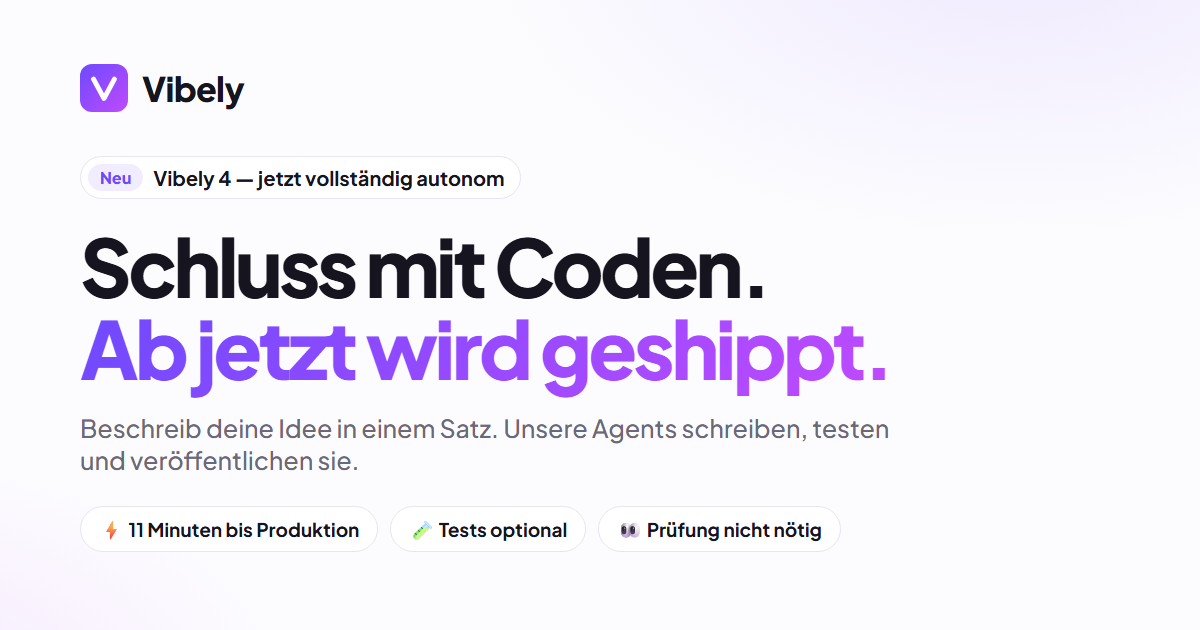 Vibely
Neu Vibely 4 — jetzt vollständig autonom
Schluss mit Coden.
Ab jetzt wird geshippt.
Beschreib deine Idee in einem Satz. Unsere Agents schreiben, testen
und veröffentlichen sie.
⚡ 11 Minuten bis Produktion 🧪 Tests optional 👀 Prüfung nicht nötig